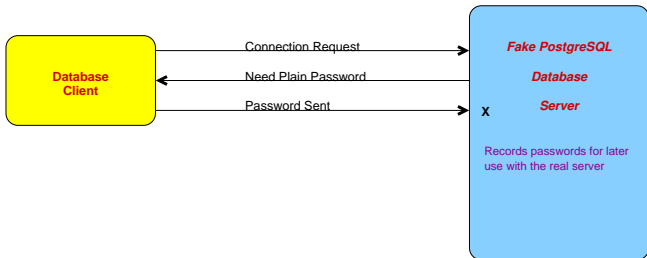 Database
Client
Connection Request
Need Plain Password
Password Sent
Fake PostgreSQL
Database
Server
X
Records passwords for later
use with the real server